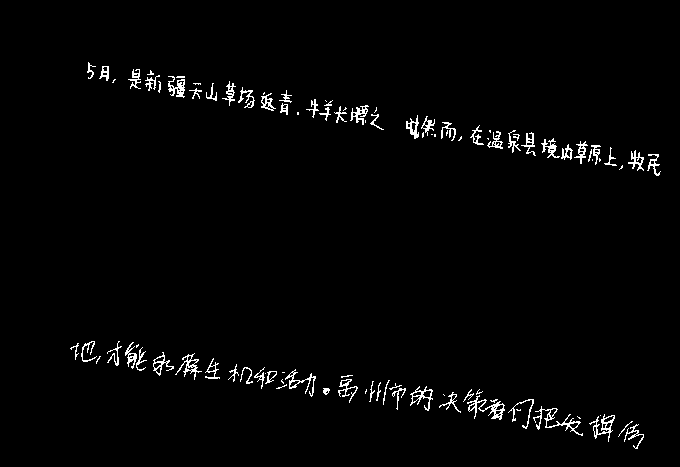 5月，是新疆天山草场返青、牛羊长膘之 时。然而，在温泉县境内草原上，牧民
地，才能永葆生机和活力。禹州市的决策者们把发挥传